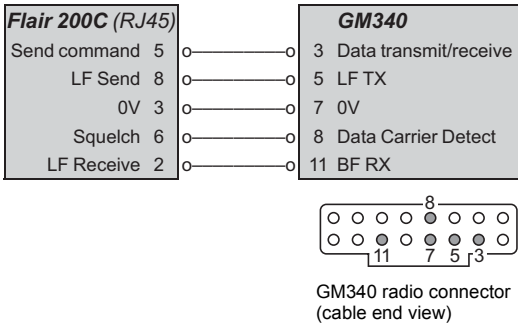 Flair 200C (RJ45) GM340
Send command 5 o o 3 Data transmit/receive
LF Send 8 o o 5 LF TX
0V 3 o o 7 0V
Squelch 6 o o 8 Data Carrier Detect
LF Receive 2 o o 11 BF RX
8
11 7 5 3
GM340 radio connector
(cable end view)